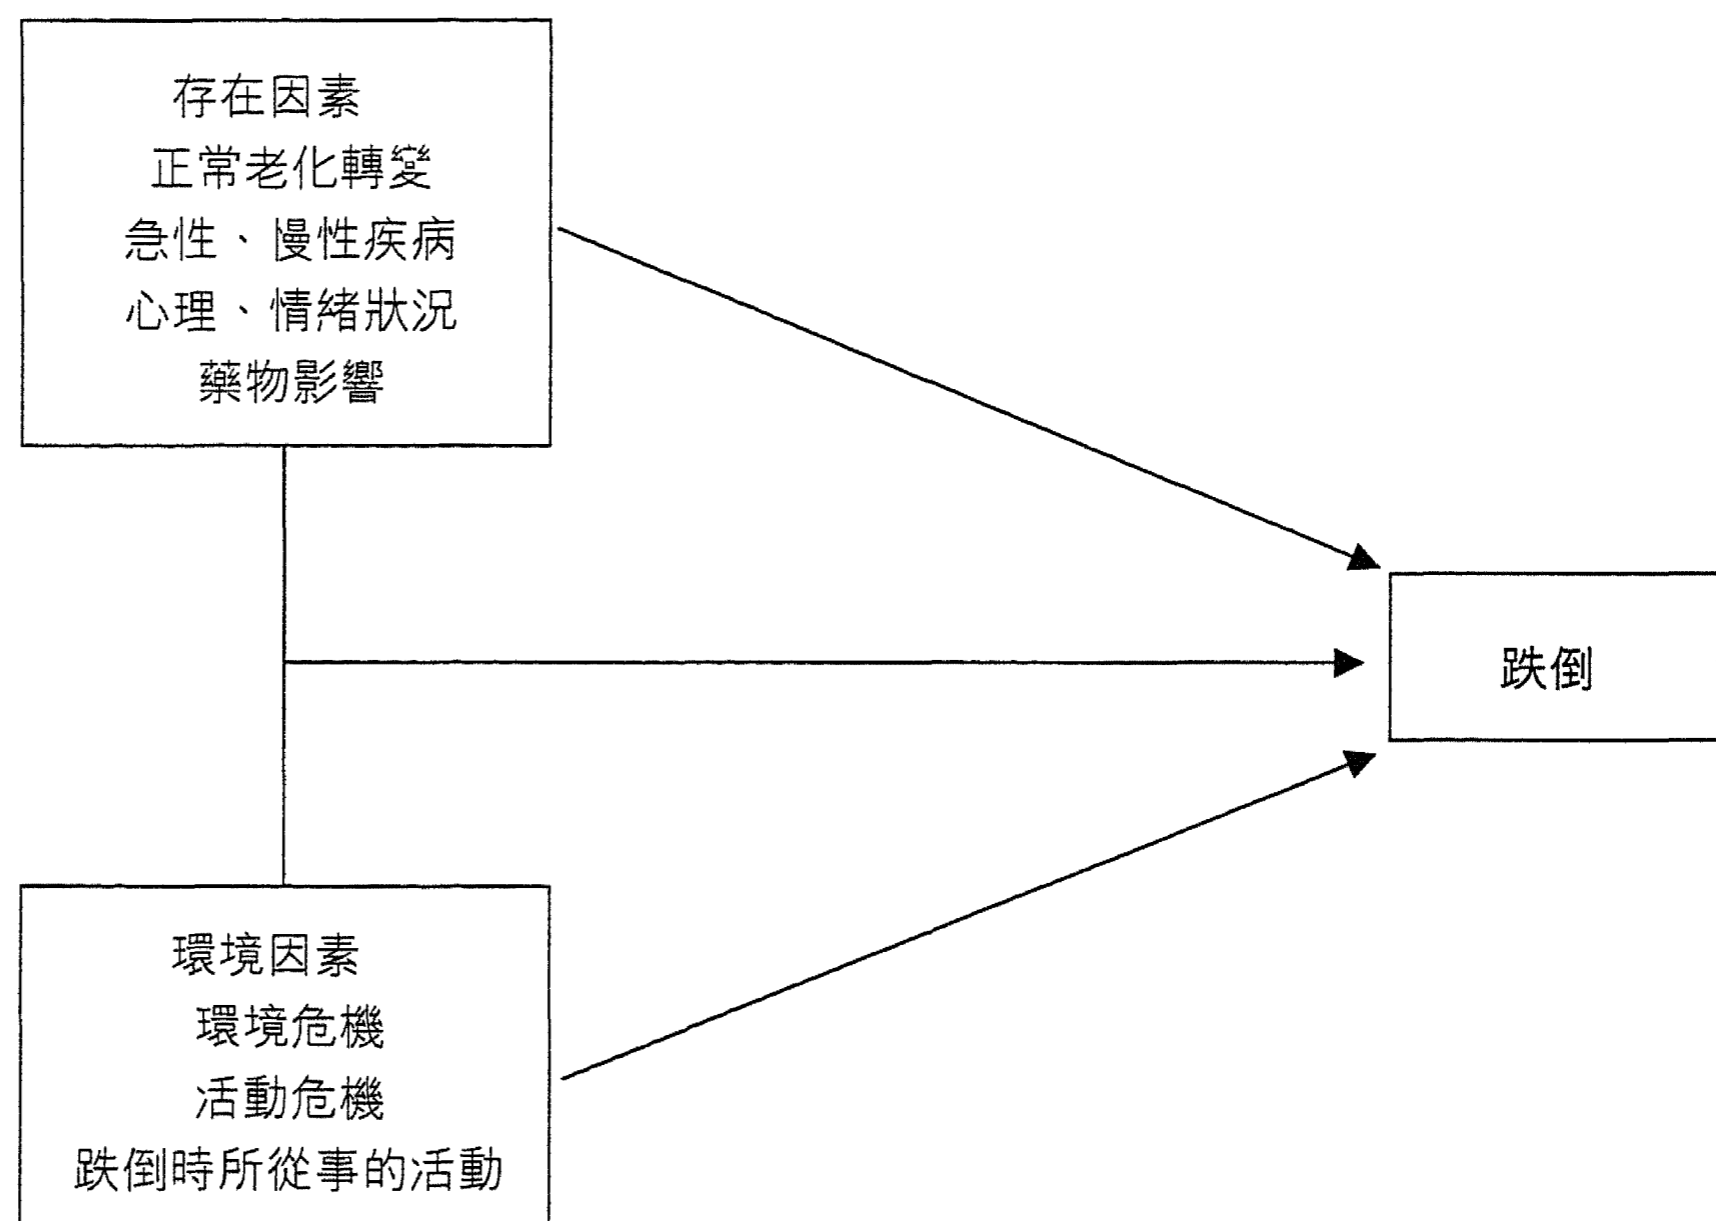 存在因素
正常老化轉變
急性、慢性疾病
心理、情緒狀況
藥物影響
跌倒
環境因素
環境危機
活動危機
跌倒時所從事的活動